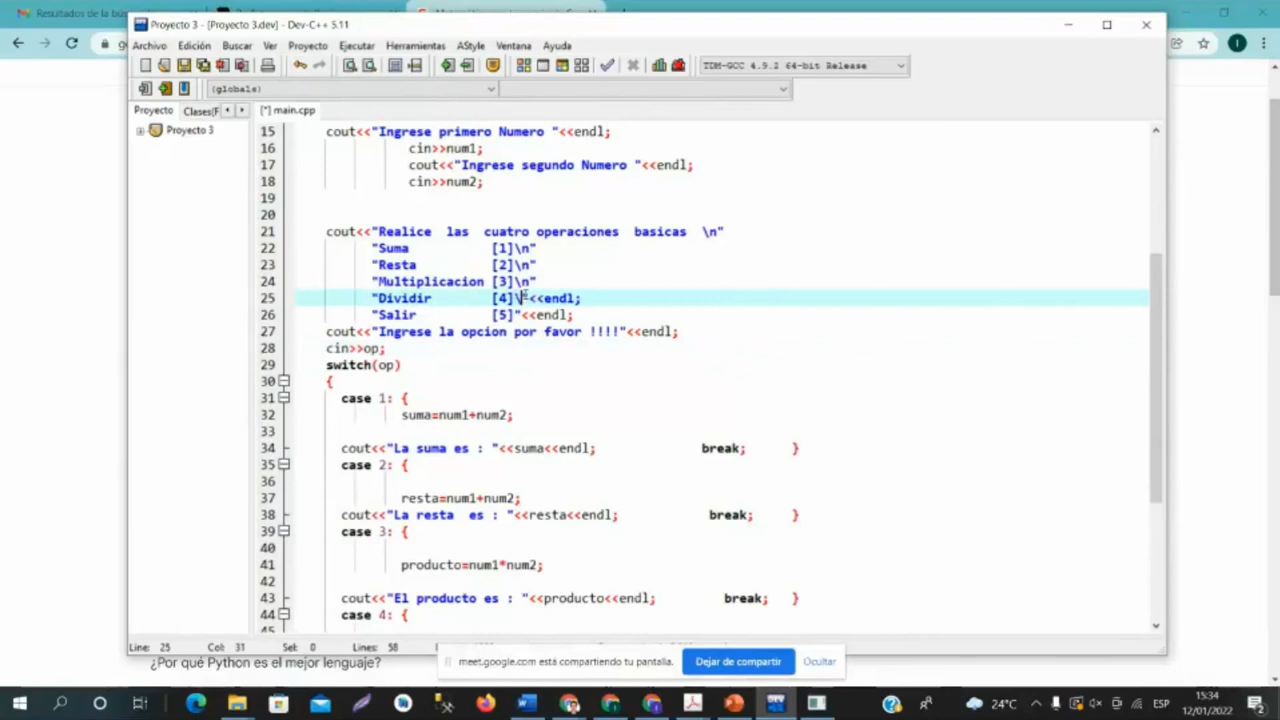 Resultados de la búsq
Proyecto 3 - [Proyecto 3.dev] - Dev-C++ 5.11
Archivo Edición Buscar Ver Proyecto Ejecutar Herramientas AStyle Ventana Ayuda
TDM-GCC 4.9.2 64-bit Release
(globals)
Proyecto Clases(F [*] main.cpp
Proyecto 3
15 cout<<"Ingrese primero Numero "<<endl;
16 cin>>num1;
17 cout<<"Ingrese segundo Numero "<<endl;
18 cin>>num2;
19
20
21 cout<<"Realice las cuatro operaciones basicas \n"
22 "Suma [1]\n"
23 "Resta [2]\n"
24 "Multiplicacion [3]\n"
25 "Dividir [4]\"<<endl;
26 "Salir [5]"<<endl;
27 cout<<"Ingrese la opcion por favor !!!!"<<endl;
28 cin>>op;
29 switch(op)
30 {
31 case 1: {
32 suma=num1+num2;
33
34 cout<<"La suma es : "<<suma<<endl; break; }
35 case 2: {
36
37 resta=num1+num2;
38 cout<<"La resta es : "<<resta<<endl; break; }
39 case 3: {
40
41 producto=num1*num2;
42
43 cout<<"El producto es : "<<producto<<endl; break; }
44 case 4: {
45
Line: 25 Col: 31 Sel: 0 Lines: 58
¿Por qué Python es el mejor lenguaje?
meet.google.com está compartiendo tu pantalla. Dejar de compartir Ocultar
24°C ESP 15:34
12/01/2022